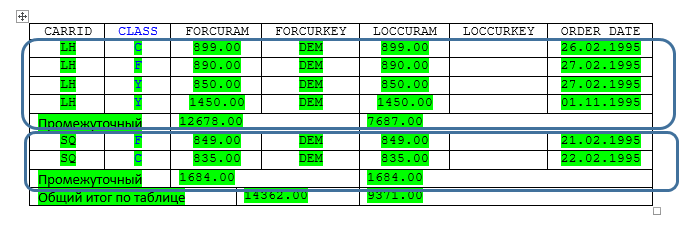 CARRID CLASS FORCURAM FORCURKEY LOCCURAM LOCCURKEY ORDER DATE
LH C 899.00 DEM 899.00 26.02.1995
LH F 890.00 DEM 890.00 27.02.1995
LH Y 850.00 DEM 850.00 27.02.1995
LH Y 1450.00 DEM 1450.00 01.11.1995
Промежуточный 12678.00 7687.00
SQ F 849.00 DEM 849.00 21.02.1995
SQ C 835.00 DEM 835.00 22.02.1995
Промежуточный 1684.00 1684.00
Общий итог по таблице 14362.00 9371.00